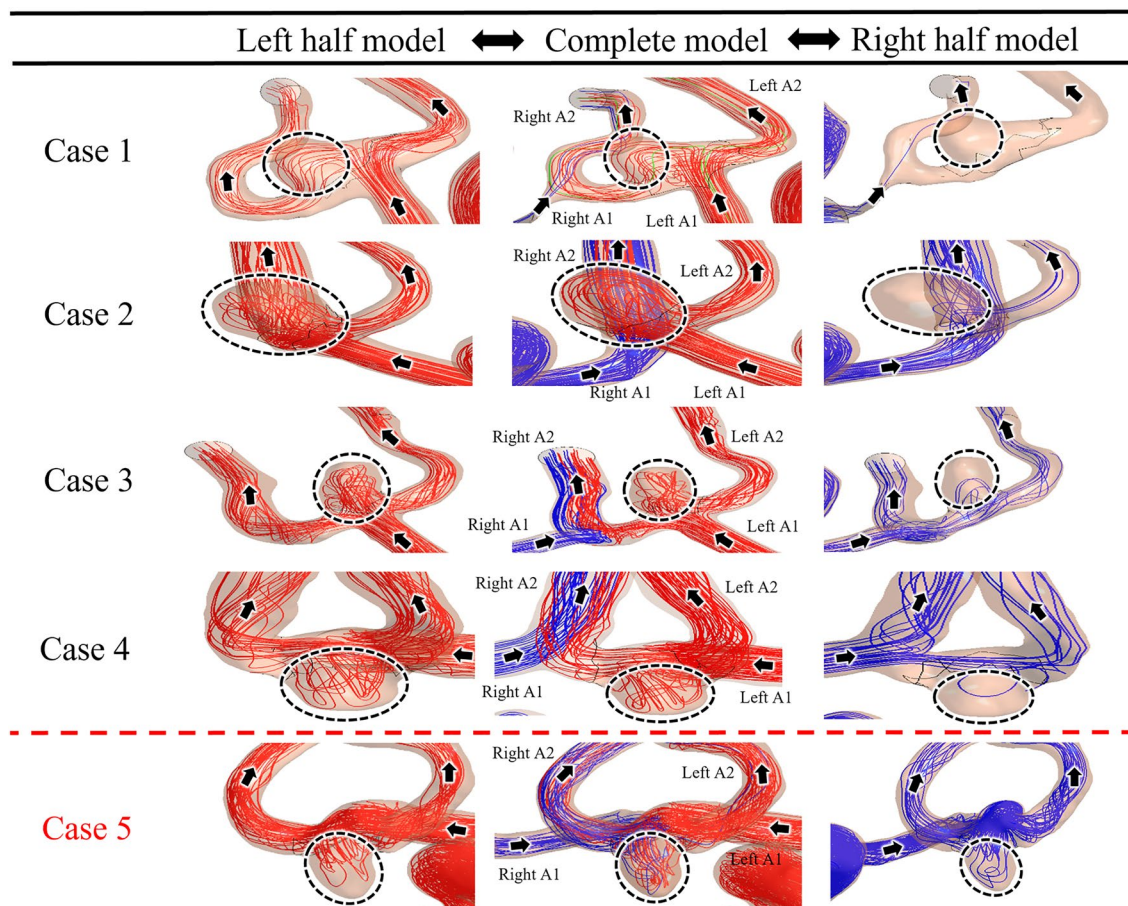 Left half model Complete model Right half model
Case 1
Right A2
Left A2
Right A1
Left A1
Case 2
Right A2
Left A2
Right A1
Left A1
Case 3
Right A2
Left A2
Right A1
Left A1
Case 4
Right A2
Left A2
Right A1
Left A1
Case 5
Right A2
Left A2
Left A1
Right A1